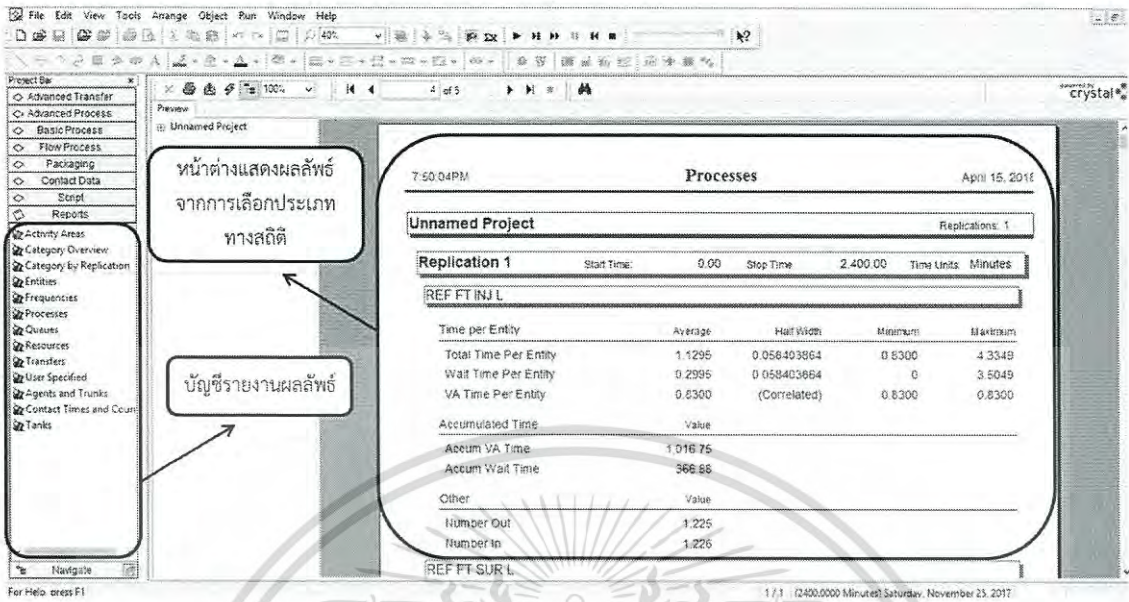 File Edit View Tools Arrange Object Run Window Help
40%
Project Bar
Advanced Transfer
Advanced Process
Basic Process
Flow Process
Packaging
Contact Data
Script
Reports
Activity Areas
Category Overview
Category by Replication
Entities
Frequencies
Processes
Queues
Resources
Transfers
User Specified
Agents and Trunks
Contact Times and Coun
Tanks
Navigate
100%
4 of 5
powered by
crystal
Preview
Unnamed Project
หน้าต่างแสดงผลลัพธ์
จากการเลือกประเภท
ทางสถิติ
บัญชีรายงานผลลัพธ์
7:50:04PM Processes April 15, 2018
Unnamed Project Replications: 1
Replication 1 Start Time: 0.00 Stop Time 2,400.00 Time Units: Minutes
REF FT INJ L
Time per Entity Average Half Width Minimum Maximum
Total Time Per Entity 1.1295 0.058403864 0.8300 4.3349
Wait Time Per Entity 0.2995 0.058403864 0 3.5049
VA Time Per Entity 0.8300 (Correlated) 0.8300 0.8300
Accumulated Time Value
Accum VA Time 1,016.75
Accum Wait Time 366.88
Other Value
Number Out 1,225
Number In 1,226
REF FT SUR L
For Help, press F1
1 / 1 (2400.0000 Minutes) Saturday, November 25, 2017